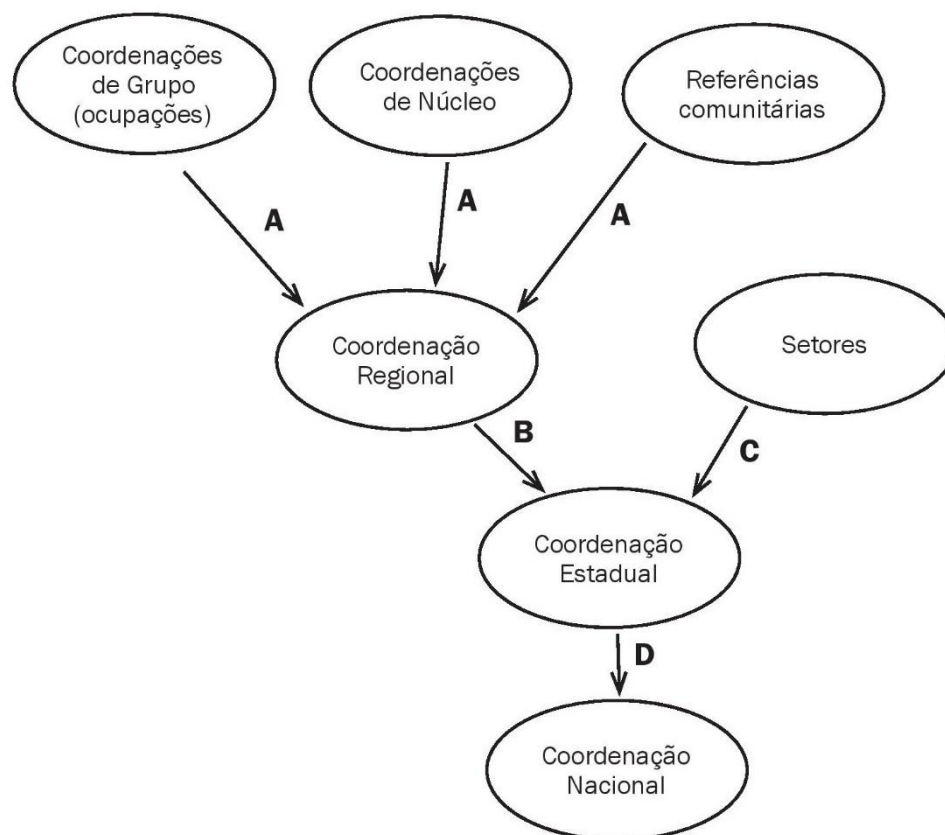 Coordenações
de Grupo
(ocupações)
Coordenações
de Núcleo
Referências
comunitárias
A
A
A
Coordenação
Regional
Setores
B
C
Coordenação
Estadual
D
Coordenação
Nacional